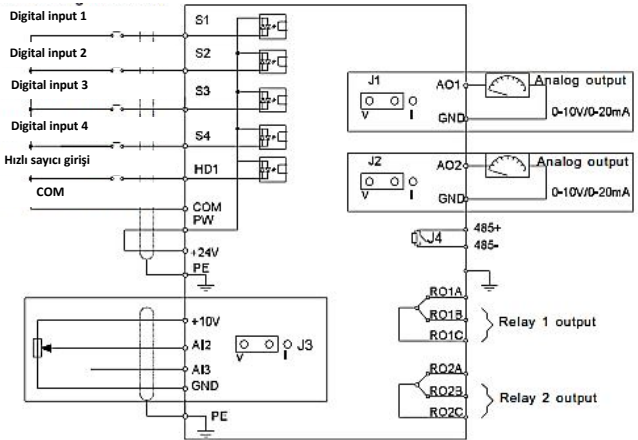 Digital input 1
S1
Digital input 2
S2
Digital input 3
S3
Digital input 4
S4
Hızlı sayıcı girişi
HD1
COM
COM
PW
+24V
PE
+10V
AI2
AI3
GND
J3
V
I
PE
J1
V
I
AO1
GND
Analog output
0-10V/0-20mA
J2
V
I
AO2
GND
Analog output
0-10V/0-20mA
J4
485+
485-
RO1A
RO1B
RO1C
Relay 1 output
RO2A
RO2B
RO2C
Relay 2 output